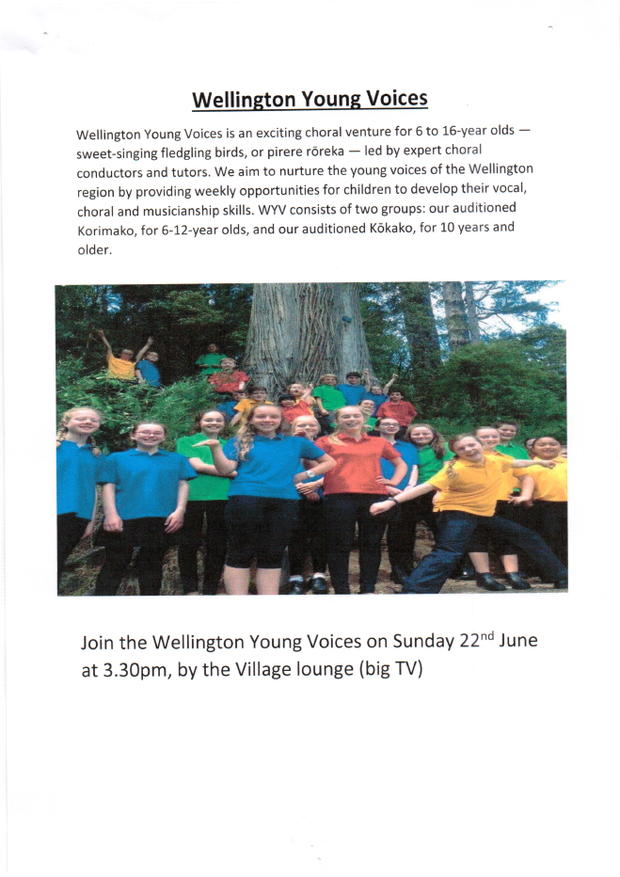 Wellington Young Voices
Wellington Young Voices is an exciting choral venture for 6 to 16-year olds —
sweet-singing fledgling birds, or pirere rōreka — led by expert choral
conductors and tutors. We aim to nurture the young voices of the Wellington
region by providing weekly opportunities for children to develop their vocal,
choral and musicianship skills. WYV consists of two groups: our auditioned
Korimako, for 6-12-year olds, and our auditioned Kōkako, for 10 years and
older.
Join the Wellington Young Voices on Sunday 22nd June
at 3.30pm, by the Village lounge (big TV)